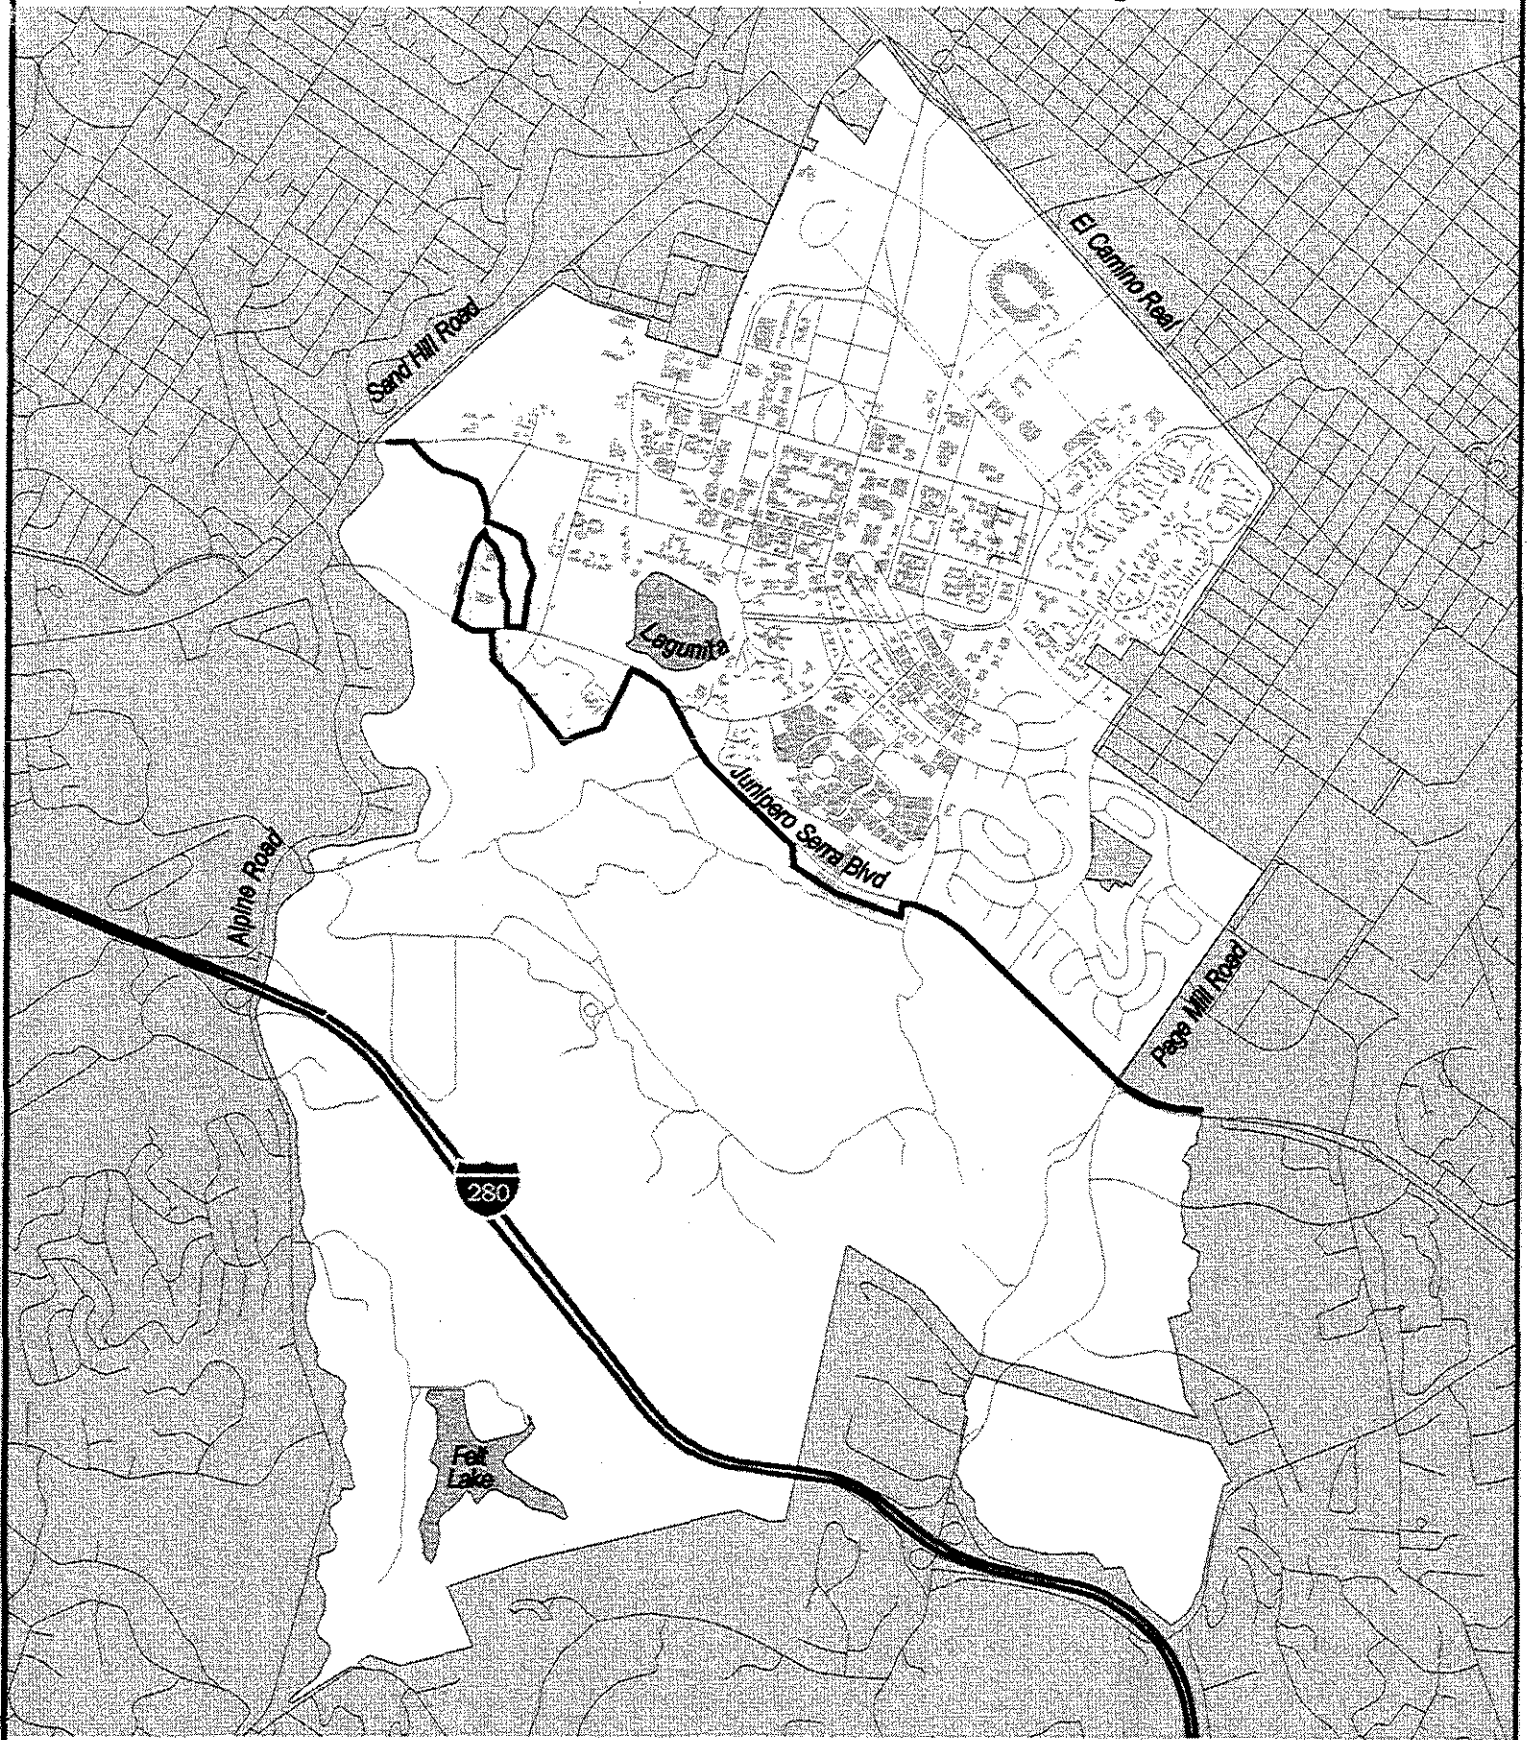 El Camino Real
Sand Hill Road
Lagunita
Junipero Serra Blvd
Alpine Road
Page Mill Road
280
Felt
Lake